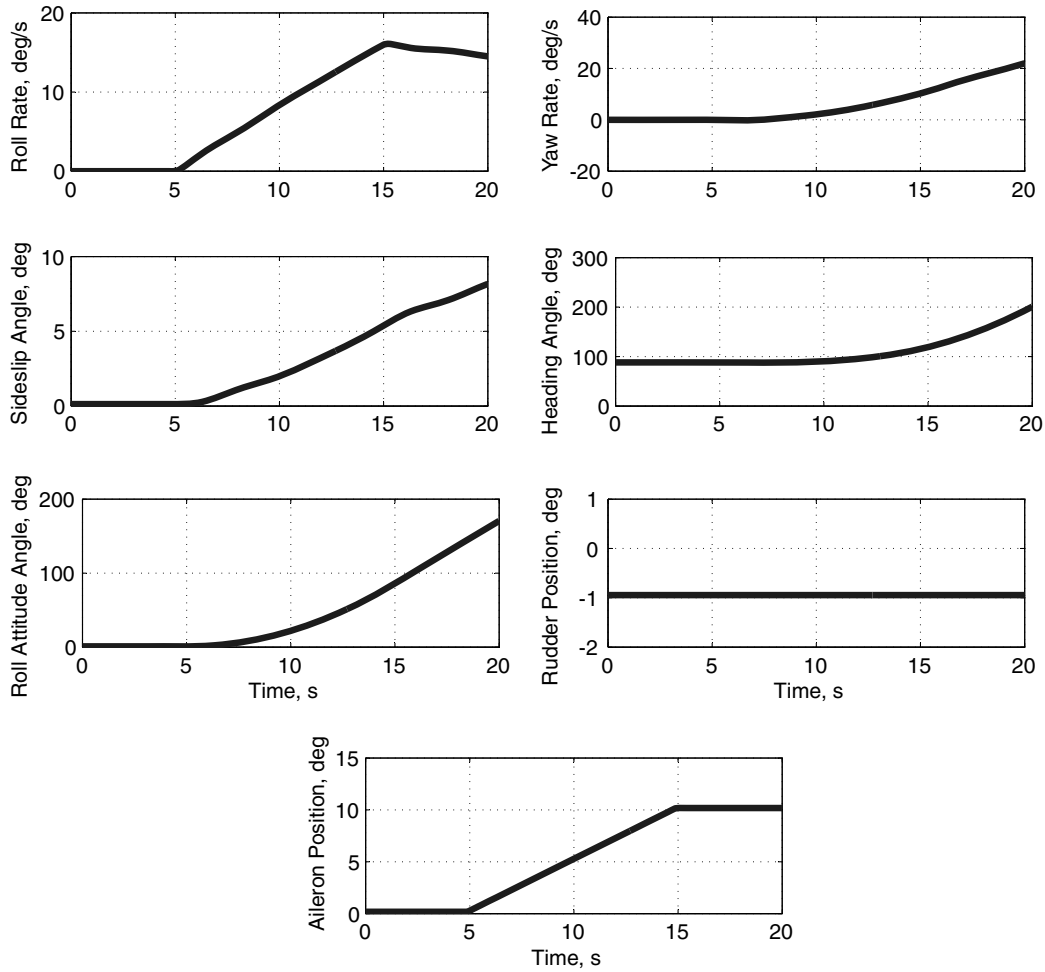 Roll Rate, deg/s
20
10
0
0 5 10 15 20
Yaw Rate, deg/s
40
20
0
-20
0 5 10 15 20
Sideslip Angle, deg
10
5
0
0 5 10 15 20
Heading Angle, deg
300
200
100
0
0 5 10 15 20
Roll Attitude Angle, deg
200
100
0
0 5 10 15 20
Time, s
Rudder Position, deg
1
0
-1
-2
0 5 10 15 20
Time, s
Aileron Position, deg
15
10
5
0
0 5 10 15 20
Time, s